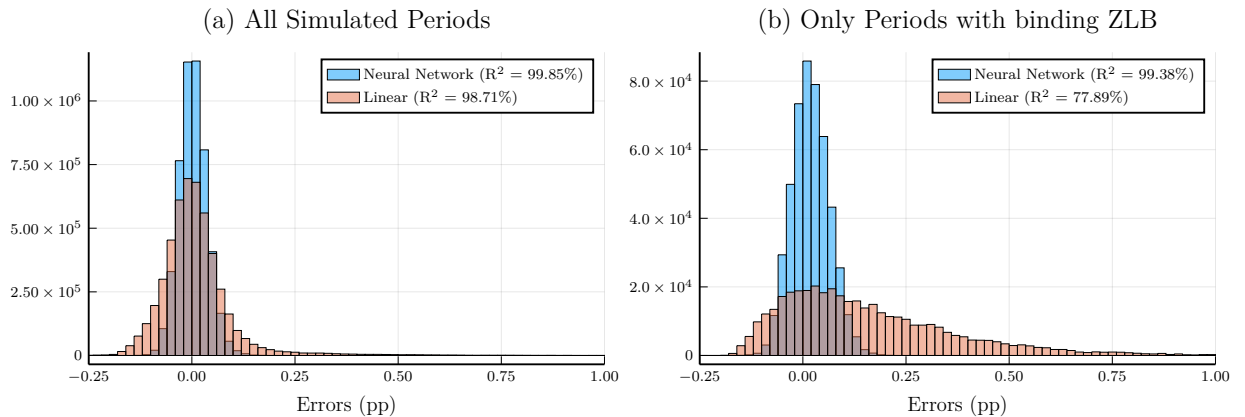 (a) All Simulated Periods
Neural Network (R² = 99.85%)
Linear (R² = 98.71%)
1.00 × 10⁶
7.50 × 10⁵
5.00 × 10⁵
2.50 × 10⁵
0
−0.25 0.00 0.25 0.50 0.75 1.00
Errors (pp)
(b) Only Periods with binding ZLB
Neural Network (R² = 99.38%)
Linear (R² = 77.89%)
8.0 × 10⁴
6.0 × 10⁴
4.0 × 10⁴
2.0 × 10⁴
0
−0.25 0.00 0.25 0.50 0.75 1.00
Errors (pp)